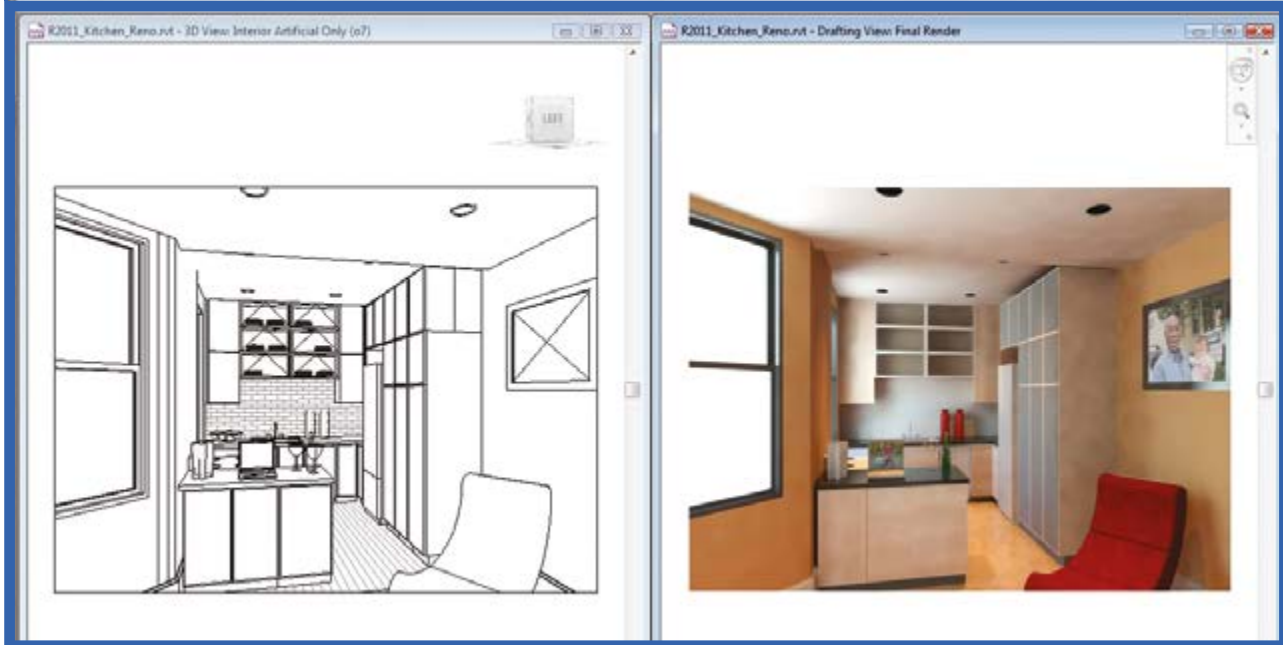 R2011_Kitchen_Reno.rvt - 3D View: Interior Artificial Only (o7)
R2011_Kitchen_Reno.rvt - Drafting View: Final Render
LEFT